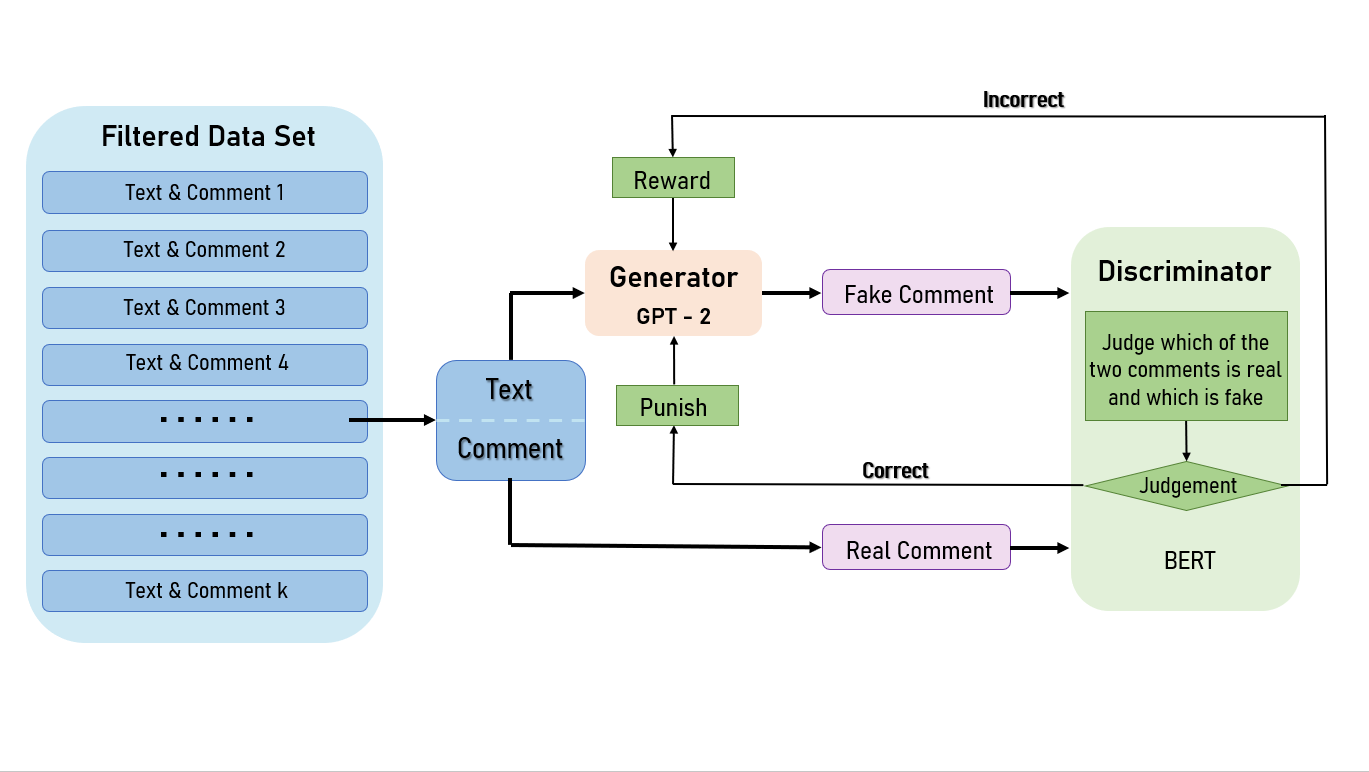 Filtered Data Set
Text & Comment 1
Text & Comment 2
Text & Comment 3
Text & Comment 4
......
......
......
Text & Comment k
Text
Comment
Incorrect
Reward
Generator
GPT - 2
Punish
Correct
Fake Comment
Real Comment
Discriminator
Judge which of the
two comments is real
and which is fake
Judgement
BERT